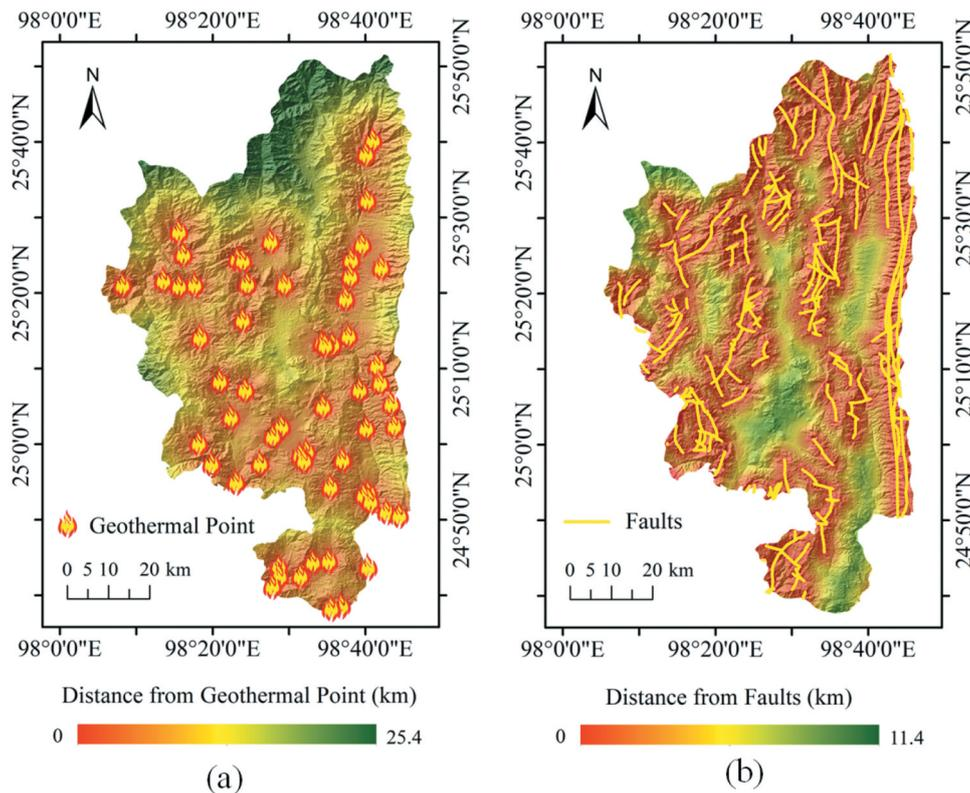 98°0'0"E 98°20'0"E 98°40'0"E
98°0'0"E 98°20'0"E 98°40'0"E
25°40'0"N
25°30'0"N
25°20'0"N
25°10'0"N
25°0'0"N
24°50'0"N
25°50'0"N
25°40'0"N
25°30'0"N
25°20'0"N
25°10'0"N
25°0'0"N
24°50'0"N
25°50'0"N
N
Geothermal Point
0 5 10 20 km
98°0'0"E 98°20'0"E 98°40'0"E
Distance from Geothermal Point (km)
0 25.4
(a)
N
Faults
0 5 10 20 km
98°0'0"E 98°20'0"E 98°40'0"E
Distance from Faults (km)
0 11.4
(b)